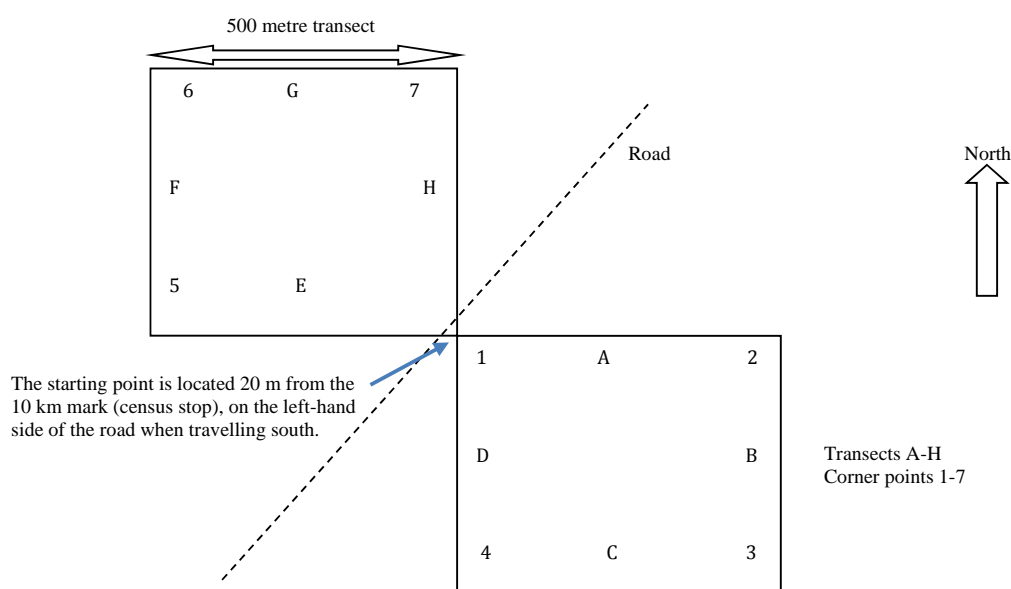 500 metre transect
6 G 7
Road
North
F H
5 E
1 A 2
The starting point is located 20 m from the
10 km mark (census stop), on the left-hand
side of the road when travelling south.
D B
Transects A-H
Corner points 1-7
4 C 3